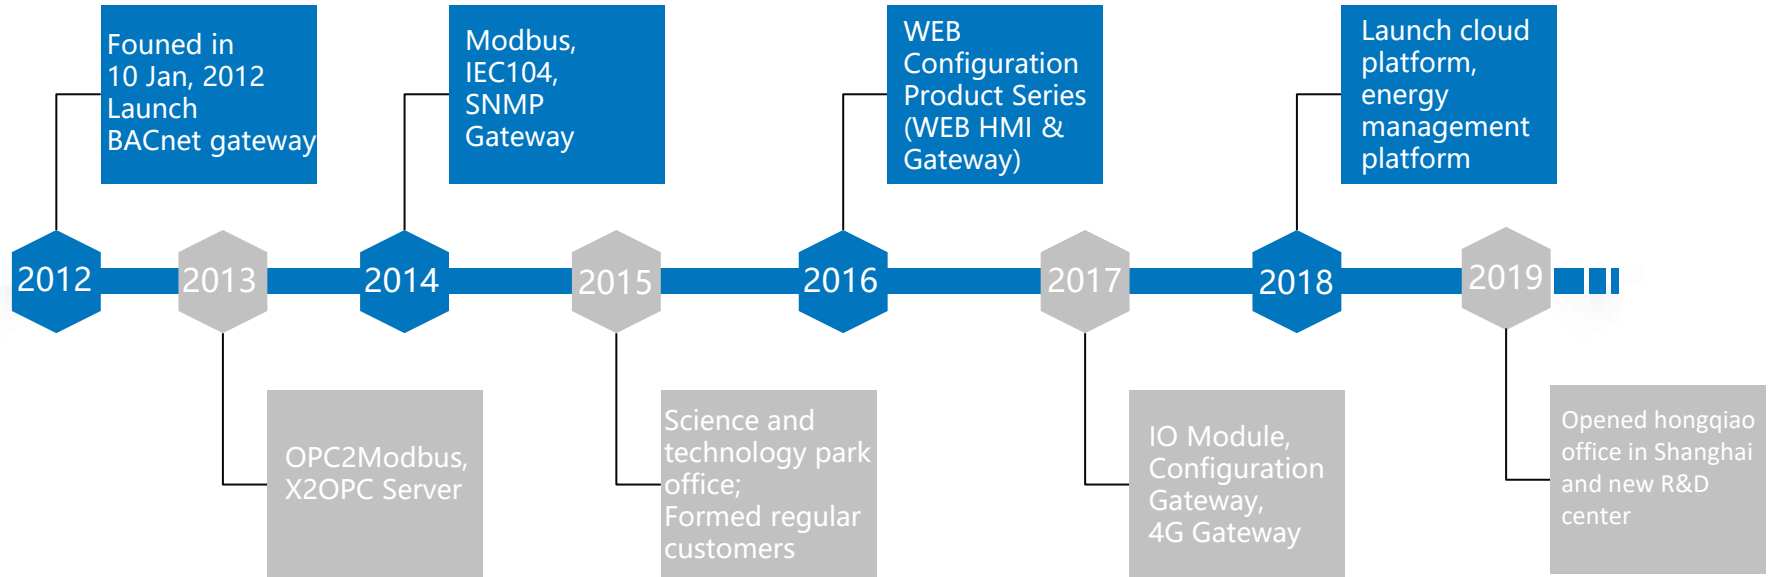 Founed in
10 Jan, 2012
Launch
BACnet gateway
Modbus,
IEC104,
SNMP
Gateway
WEB
Configuration
Product Series
(WEB HMI &
Gateway)
Launch cloud
platform,
energy
management
platform
2012
2013
2014
2015
2016
2017
2018
2019
OPC2Modbus,
X2OPC Server
Science and
technology park
office;
Formed regular
customers
IO Module,
Configuration
Gateway,
4G Gateway
Opened hongqiao
office in Shanghai
and new R&D
center